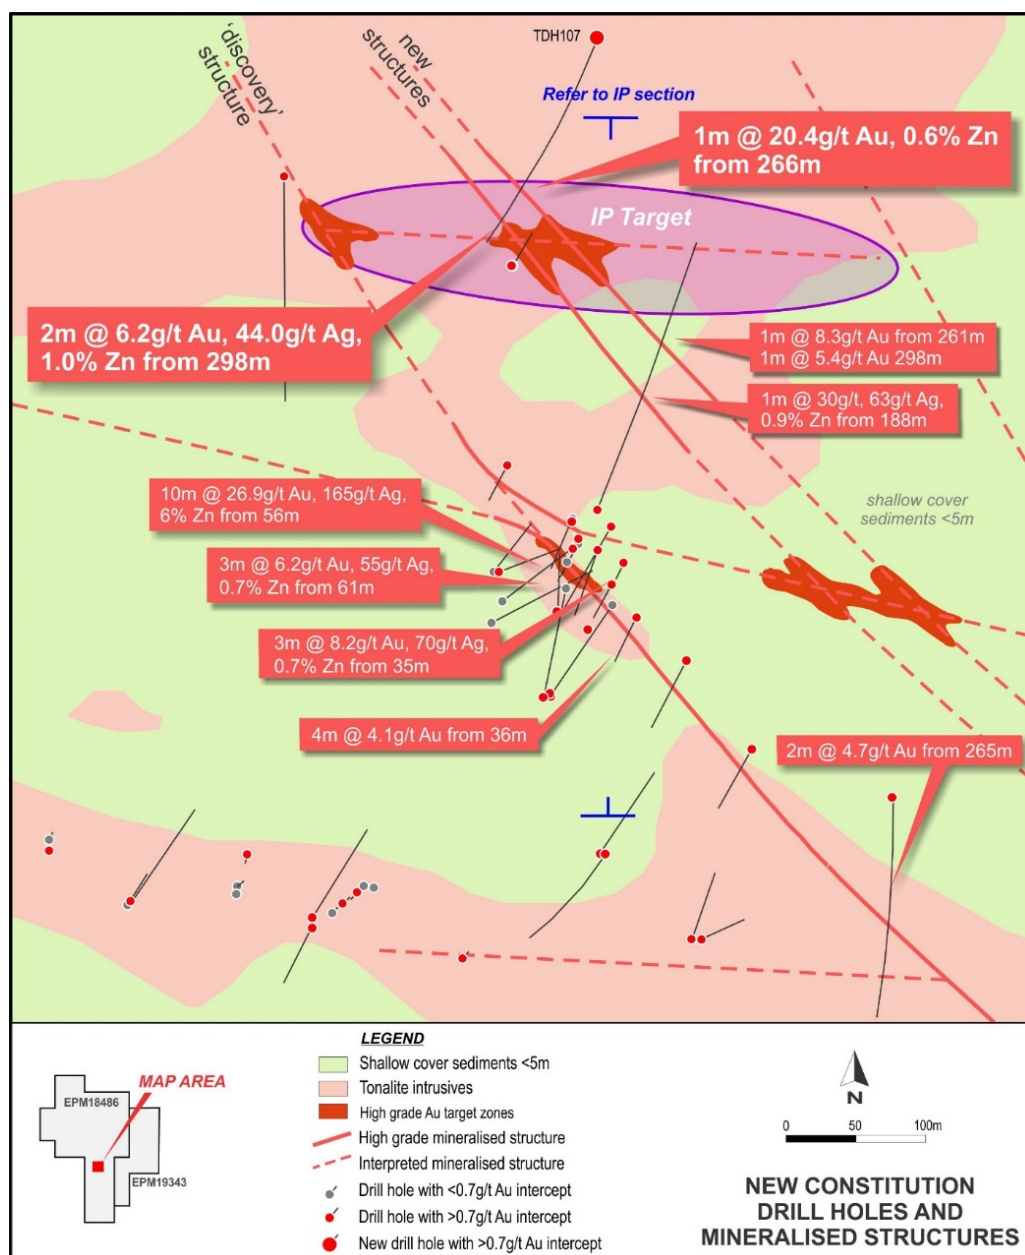 TDH107
'discovery'
structure
new
structures
Refer to IP section
1m @ 20.4g/t Au, 0.6% Zn
from 266m
IP Target
2m @ 6.2g/t Au, 44.0g/t Ag,
1.0% Zn from 298m
1m @ 8.3g/t Au from 261m
1m @ 5.4g/t Au 298m
1m @ 30g/t, 63g/t Ag,
0.9% Zn from 188m
10m @ 26.9g/t Au, 165g/t Ag,
6% Zn from 56m
shallow cover
sediments <5m
3m @ 6.2g/t Au, 55g/t Ag,
0.7% Zn from 61m
3m @ 8.2g/t Au, 70g/t Ag,
0.7% Zn from 35m
4m @ 4.1g/t Au from 36m
2m @ 4.7g/t Au from 265m
MAP AREA
EPM18486
EPM19343
LEGEND
Shallow cover sediments <5m
Tonalite intrusives
High grade Au target zones
High grade mineralised structure
Interpreted mineralised structure
Drill hole with <0.7g/t Au intercept
Drill hole with >0.7g/t Au intercept
New drill hole with >0.7g/t Au intercept
N
0 50 100m
NEW CONSTITUTION
DRILL HOLES AND
MINERALISED STRUCTURES